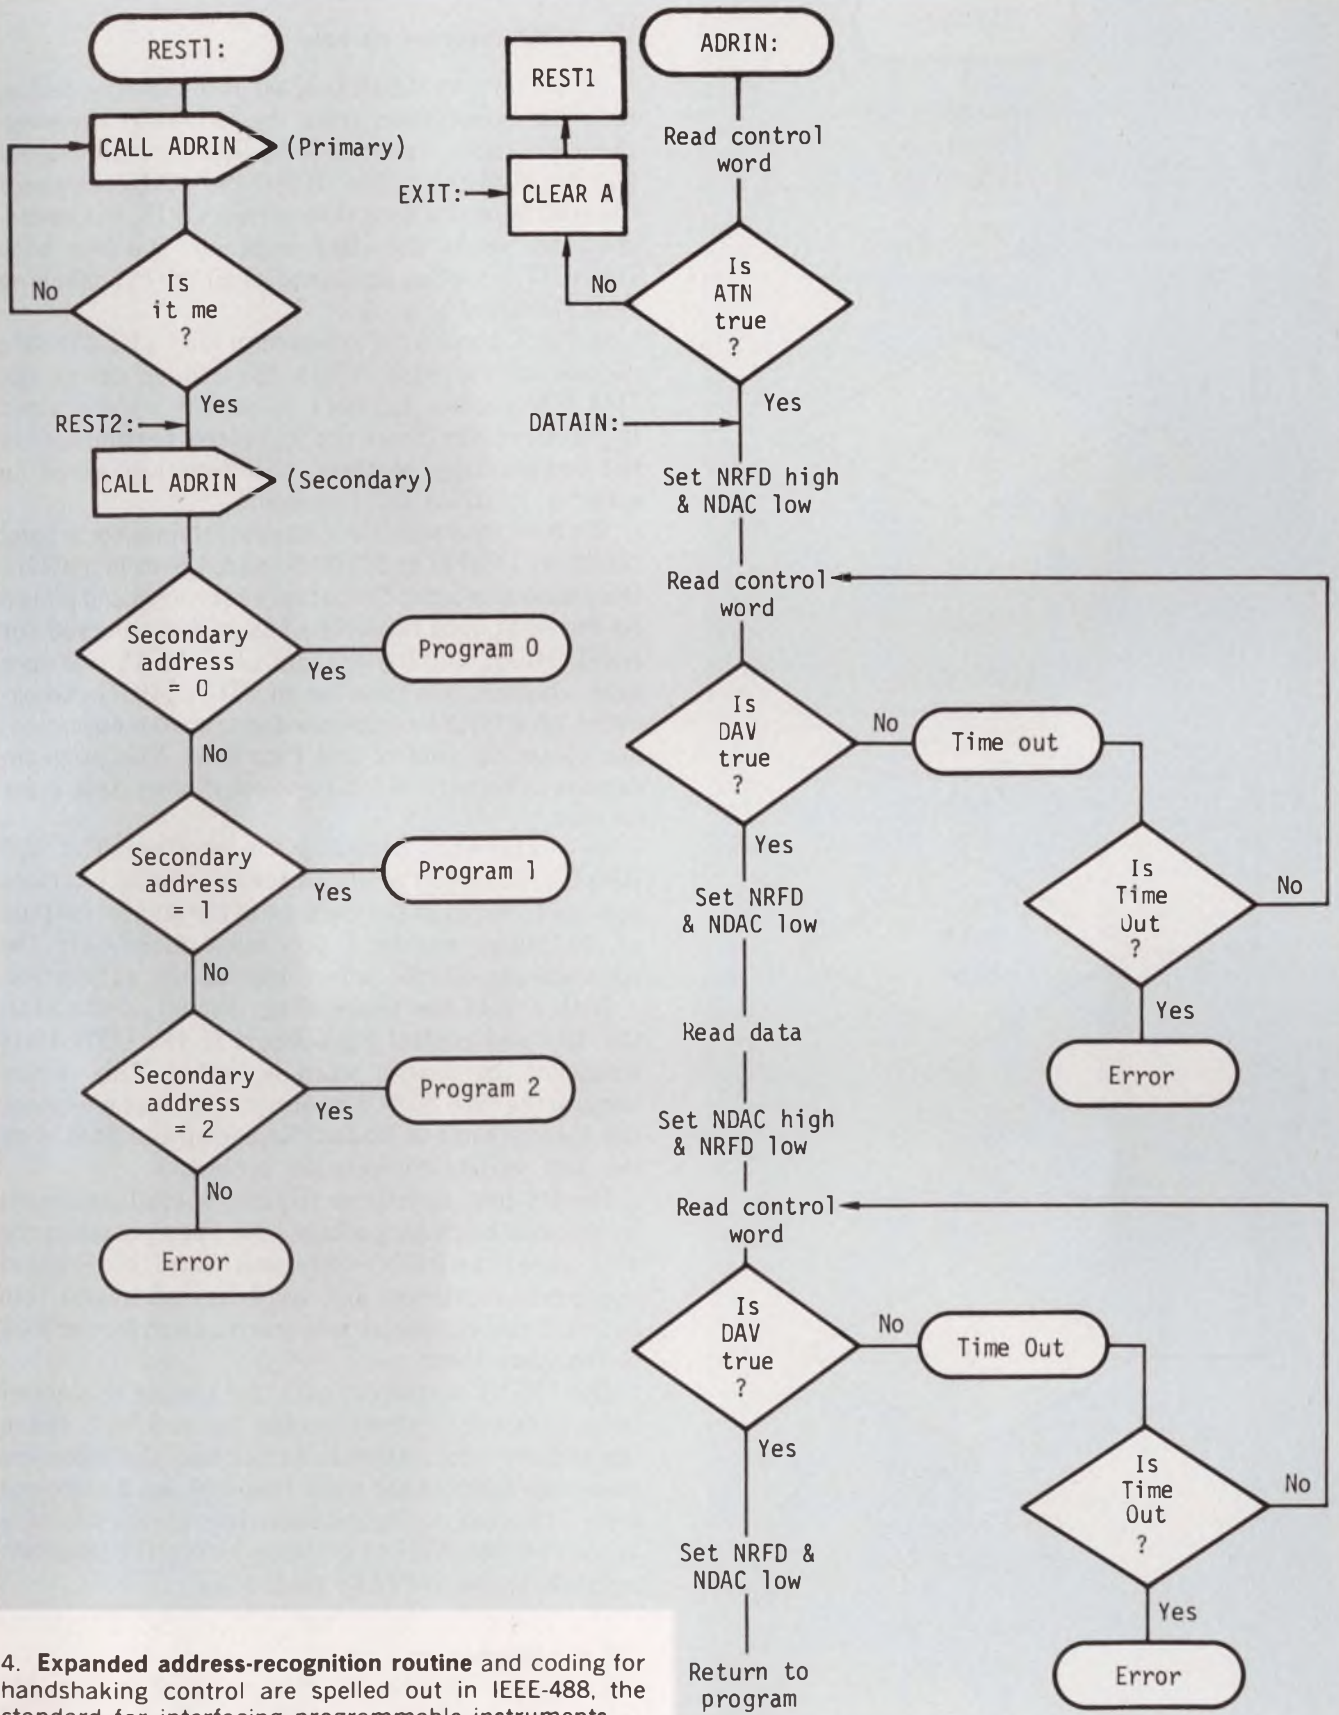 REST1:
CALL ADRIN (Primary)
Is
it me
?
No
Yes
REST2:
CALL ADRIN (Secondary)
Secondary
address
= 0
Yes
Program 0
No
Secondary
address
= 1
Yes
Program 1
No
Secondary
address
= 2
Yes
Program 2
No
Error
REST1
EXIT:
CLEAR A
No
ADRIN:
Read control
word
Is
ATN
true
?
Yes
DATAIN:
Set NRFD high
& NDAC low
Read control
word
Is
DAV
true
?
No
Time out
Is
Time
Out
?
No
Yes
Error
Yes
Set NRFD
& NDAC low
Read data
Set NDAC high
& NRFD low
Read control
word
Is
DAV
true
?
No
Time Out
Is
Time
Out
?
No
Yes
Error
Yes
Set NRFD &
NDAC low
Return to
program
4. Expanded address-recognition routine and coding for
handshaking control are spelled out in IEEE-488, the
standard for interfacing programmable instruments